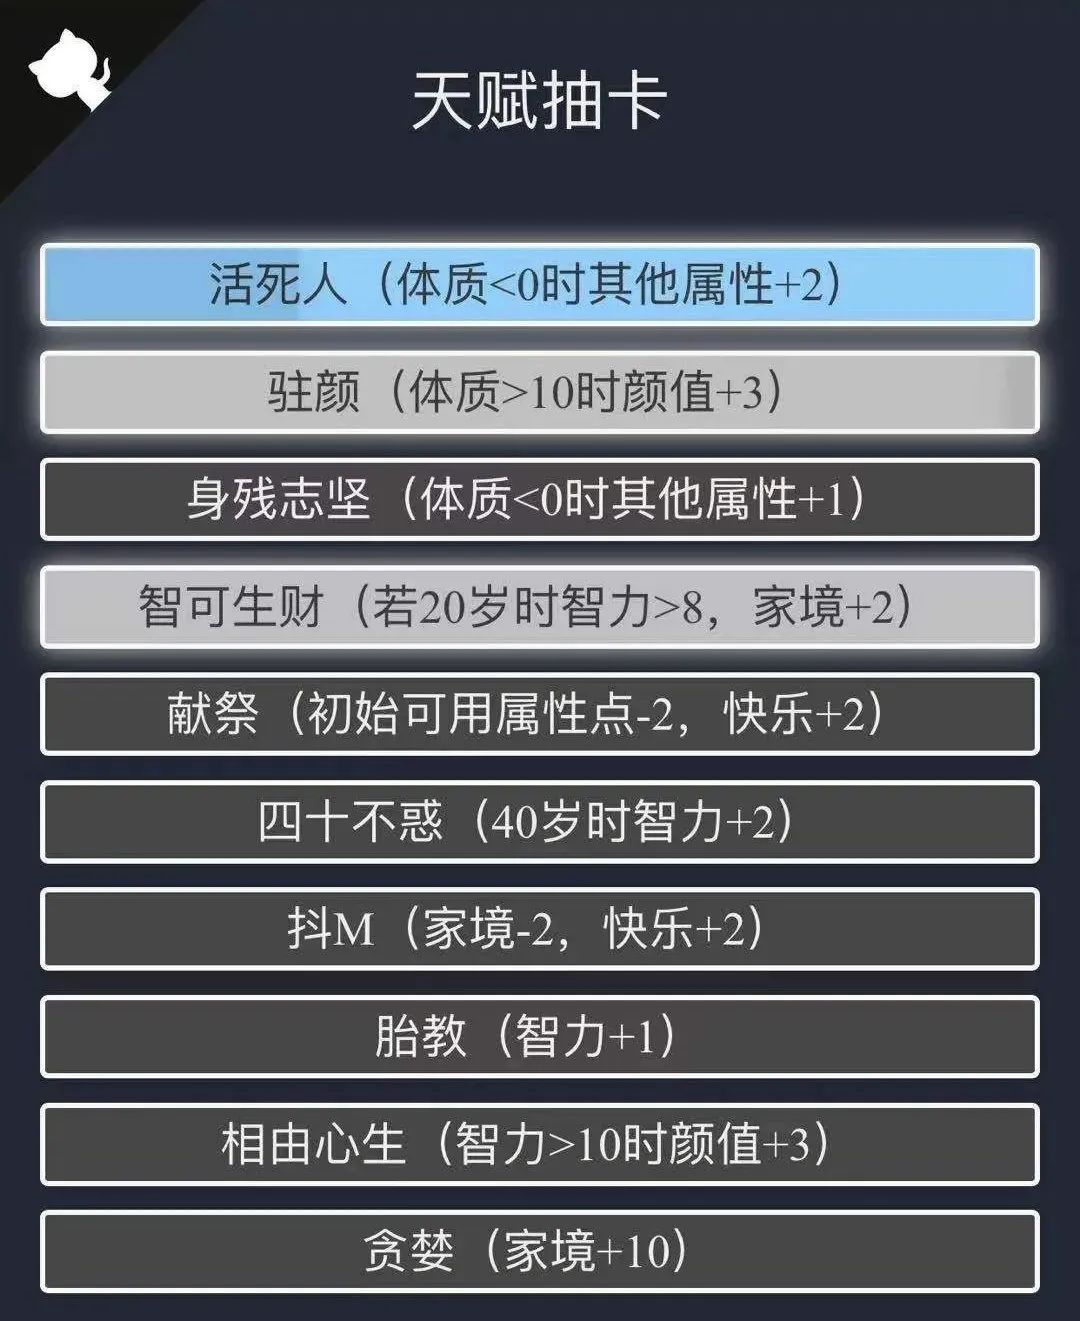 天赋抽卡
活死人（体质<0时其他属性+2）
驻颜（体质>10时颜值+3）
身残志坚（体质<0时其他属性+1）
智可生财（若20岁时智力>8，家境+2）
献祭（初始可用属性点-2，快乐+2）
四十不惑（40岁时智力+2）
抖M（家境-2，快乐+2）
胎教（智力+1）
相由心生（智力>10时颜值+3）
贪婪（家境+10）